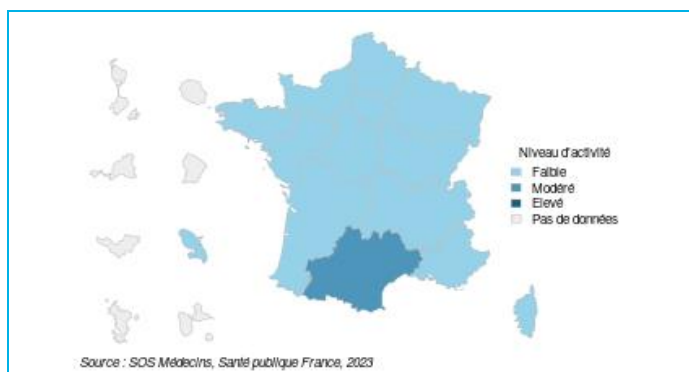 Niveau d'activité
Faible
Modéré
Elevé
Pas de données
Source : SOS Médecins, Santé publique France, 2023